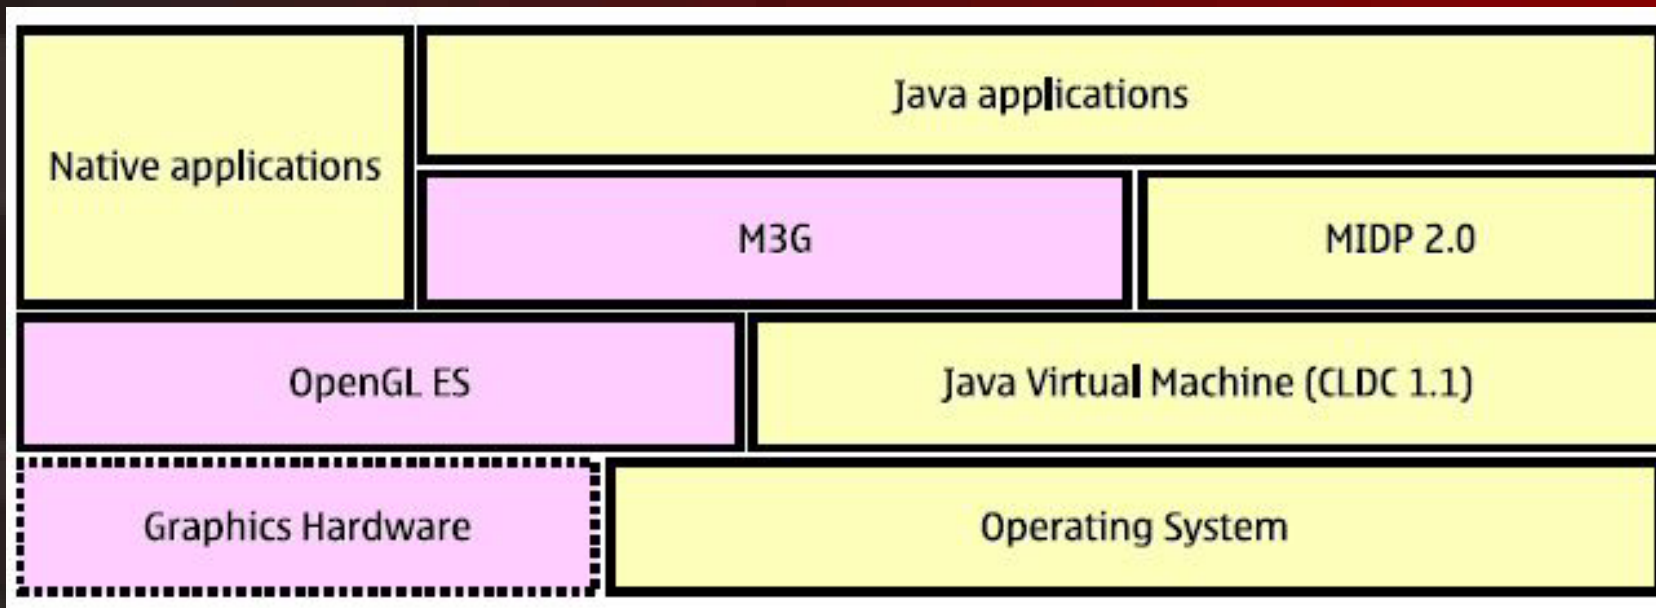 Java applications
Native applications
M3G
MIDP 2.0
OpenGL ES
Java Virtual Machine (CLDC 1.1)
Graphics Hardware
Operating System